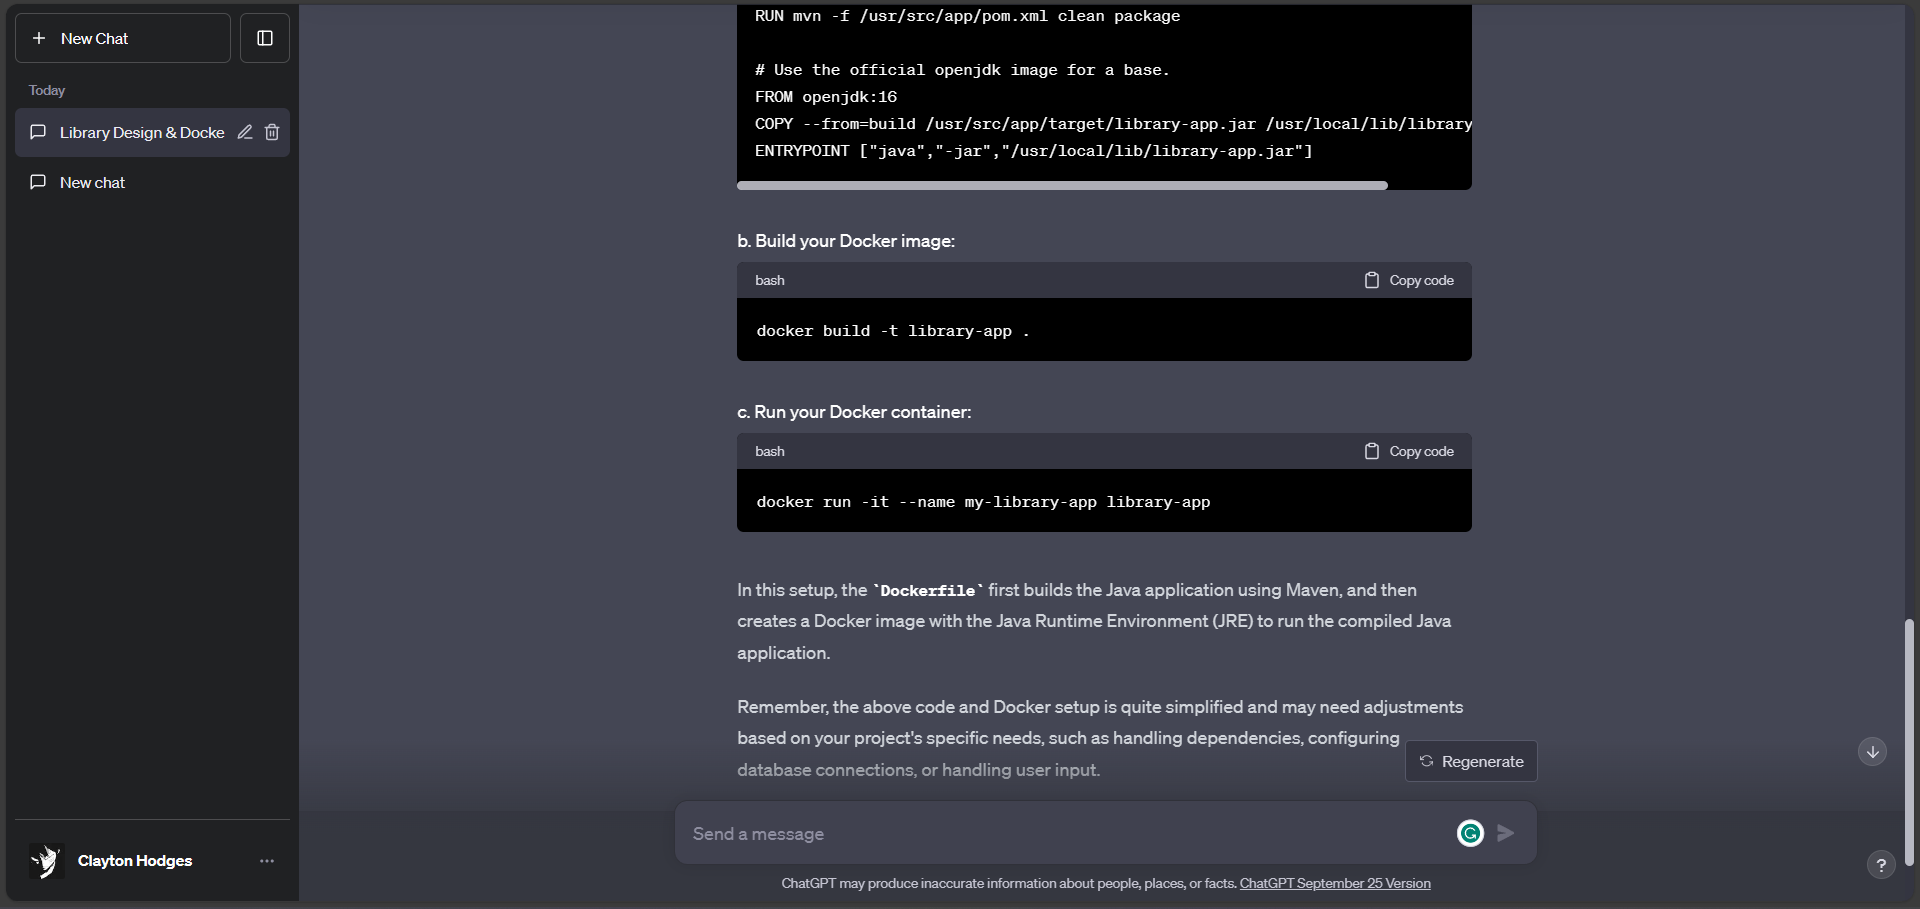 New Chat
Today
Library Design & Docke
New chat
Clayton Hodges
RUN mvn -f /usr/src/app/pom.xml clean package
# Use the official openjdk image for a base.
FROM openjdk:16
COPY --from=build /usr/src/app/target/library-app.jar /usr/local/lib/library
ENTRYPOINT ["java","-jar","/usr/local/lib/library-app.jar"]
b. Build your Docker image:
bash
Copy code
docker build -t library-app .
c. Run your Docker container:
bash
Copy code
docker run -it --name my-library-app library-app
In this setup, the `Dockerfile` first builds the Java application using Maven, and then
creates a Docker image with the Java Runtime Environment (JRE) to run the compiled Java
application.
Remember, the above code and Docker setup is quite simplified and may need adjustments
based on your project's specific needs, such as handling dependencies, configuring
database connections, or handling user input.
Regenerate
Send a message
ChatGPT may produce inaccurate information about people, places, or facts. ChatGPT September 25 Version
?